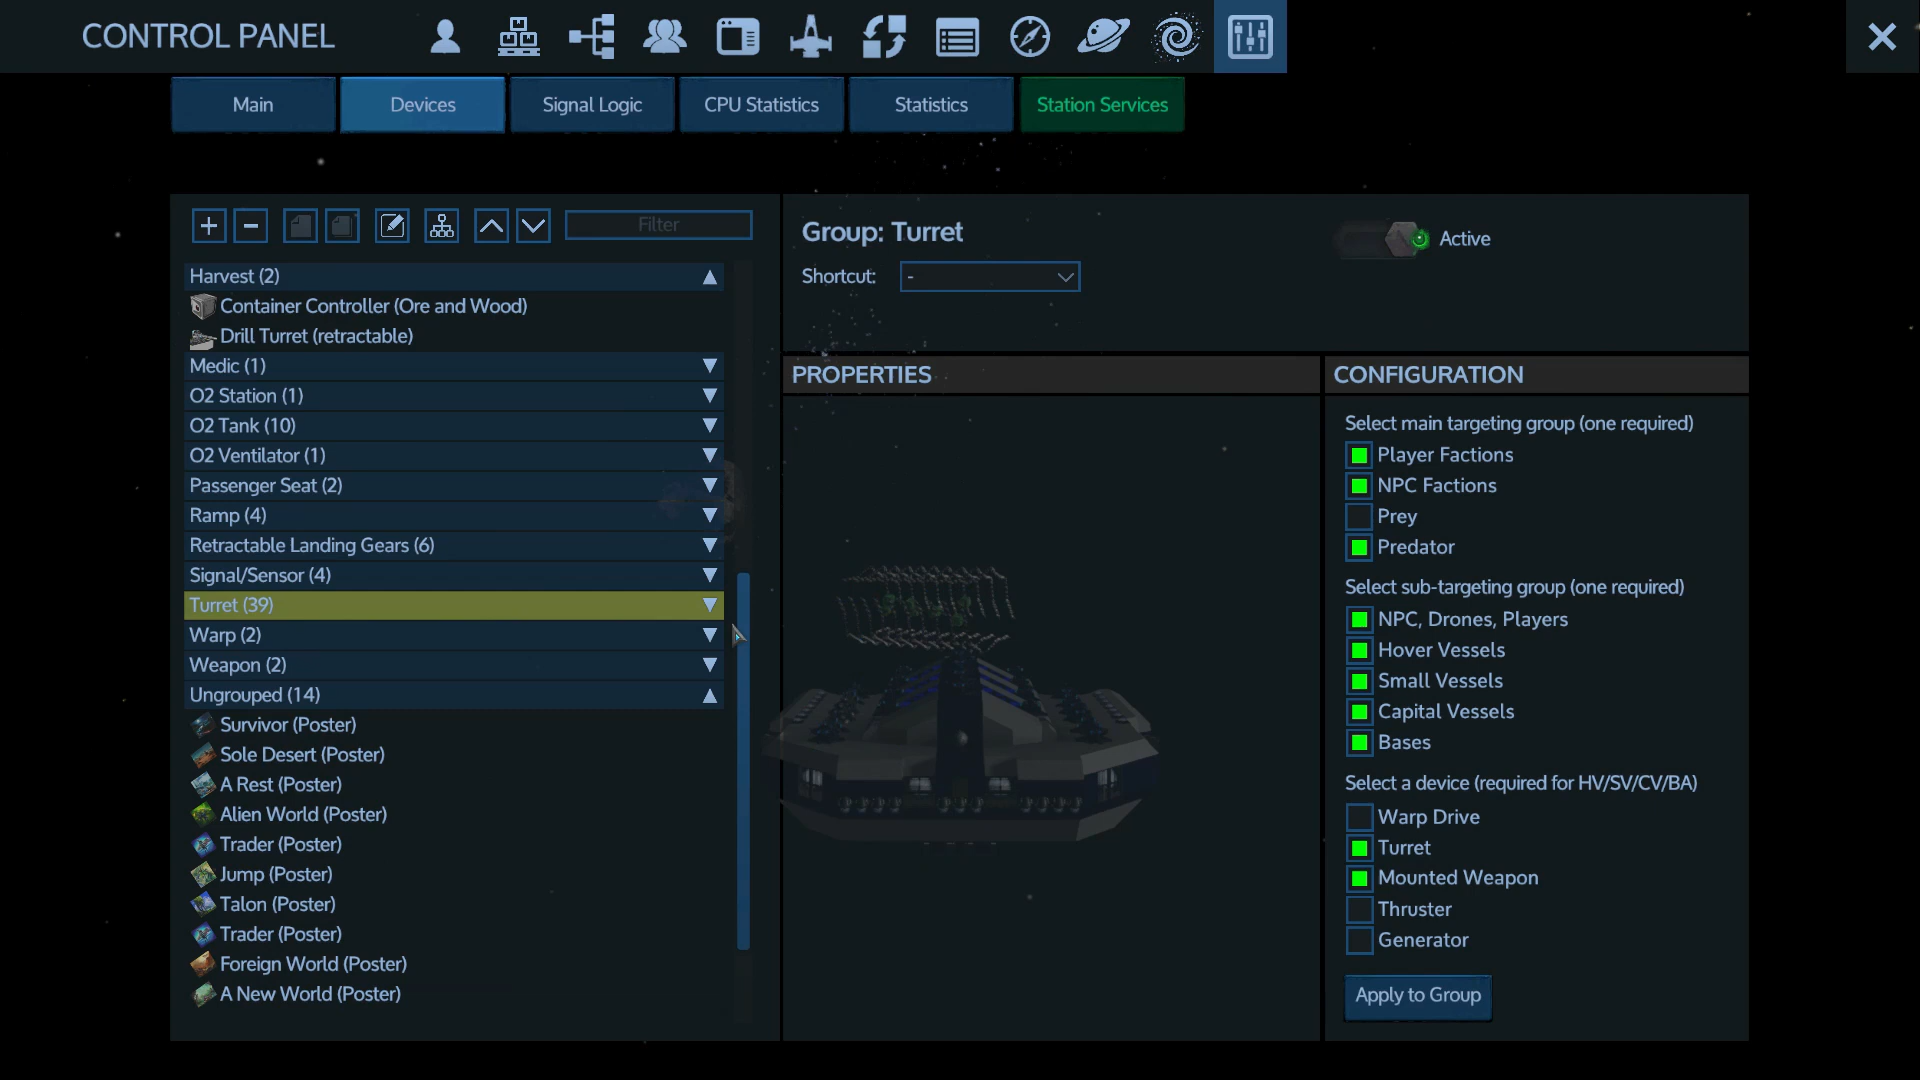 CONTROL PANEL
Main
Devices
Signal Logic
CPU Statistics
Statistics
Station Services
Filter
Harvest (2)
Container Controller (Ore and Wood)
Drill Turret (retractable)
Medic (1)
O2 Station (1)
O2 Tank (10)
O2 Ventilator (1)
Passenger Seat (2)
Ramp (4)
Retractable Landing Gears (6)
Signal/Sensor (4)
Turret (39)
Warp (2)
Weapon (2)
Ungrouped (14)
Survivor (Poster)
Sole Desert (Poster)
A Rest (Poster)
Alien World (Poster)
Trader (Poster)
Jump (Poster)
Talon (Poster)
Trader (Poster)
Foreign World (Poster)
A New World (Poster)
Group: Turret
Active
Shortcut: -
PROPERTIES
CONFIGURATION
Select main targeting group (one required)
Player Factions
NPC Factions
Prey
Predator
Select sub-targeting group (one required)
NPC, Drones, Players
Hover Vessels
Small Vessels
Capital Vessels
Bases
Select a device (required for HV/SV/CV/BA)
Warp Drive
Turret
Mounted Weapon
Thruster
Generator
Apply to Group